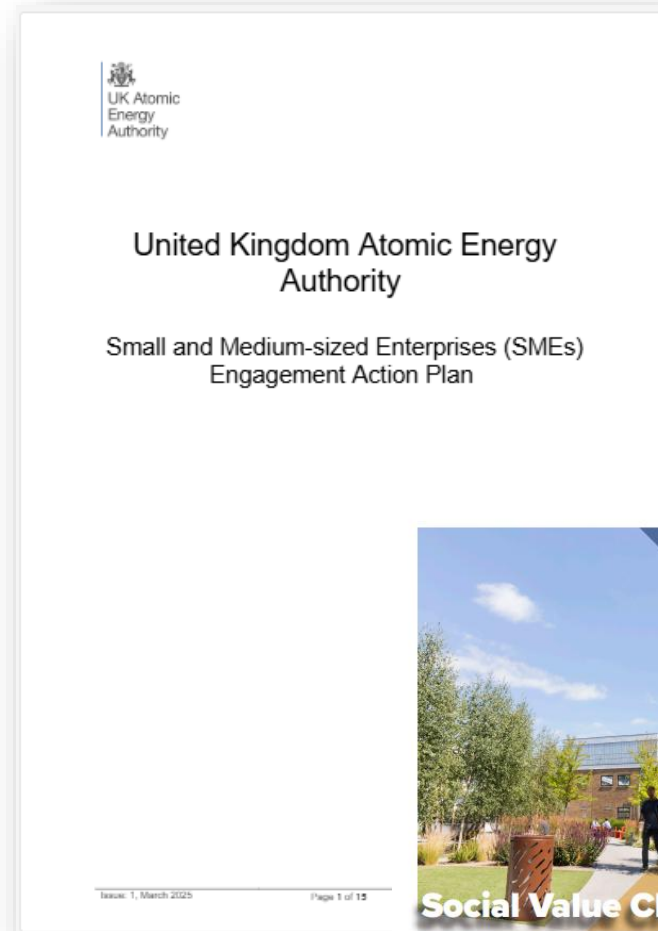 UK Atomic
Energy
Authority
United Kingdom Atomic Energy
Authority
Small and Medium-sized Enterprises (SMEs)
Engagement Action Plan
Issue: 1, March 2025
Page 1 of 15
Social Value